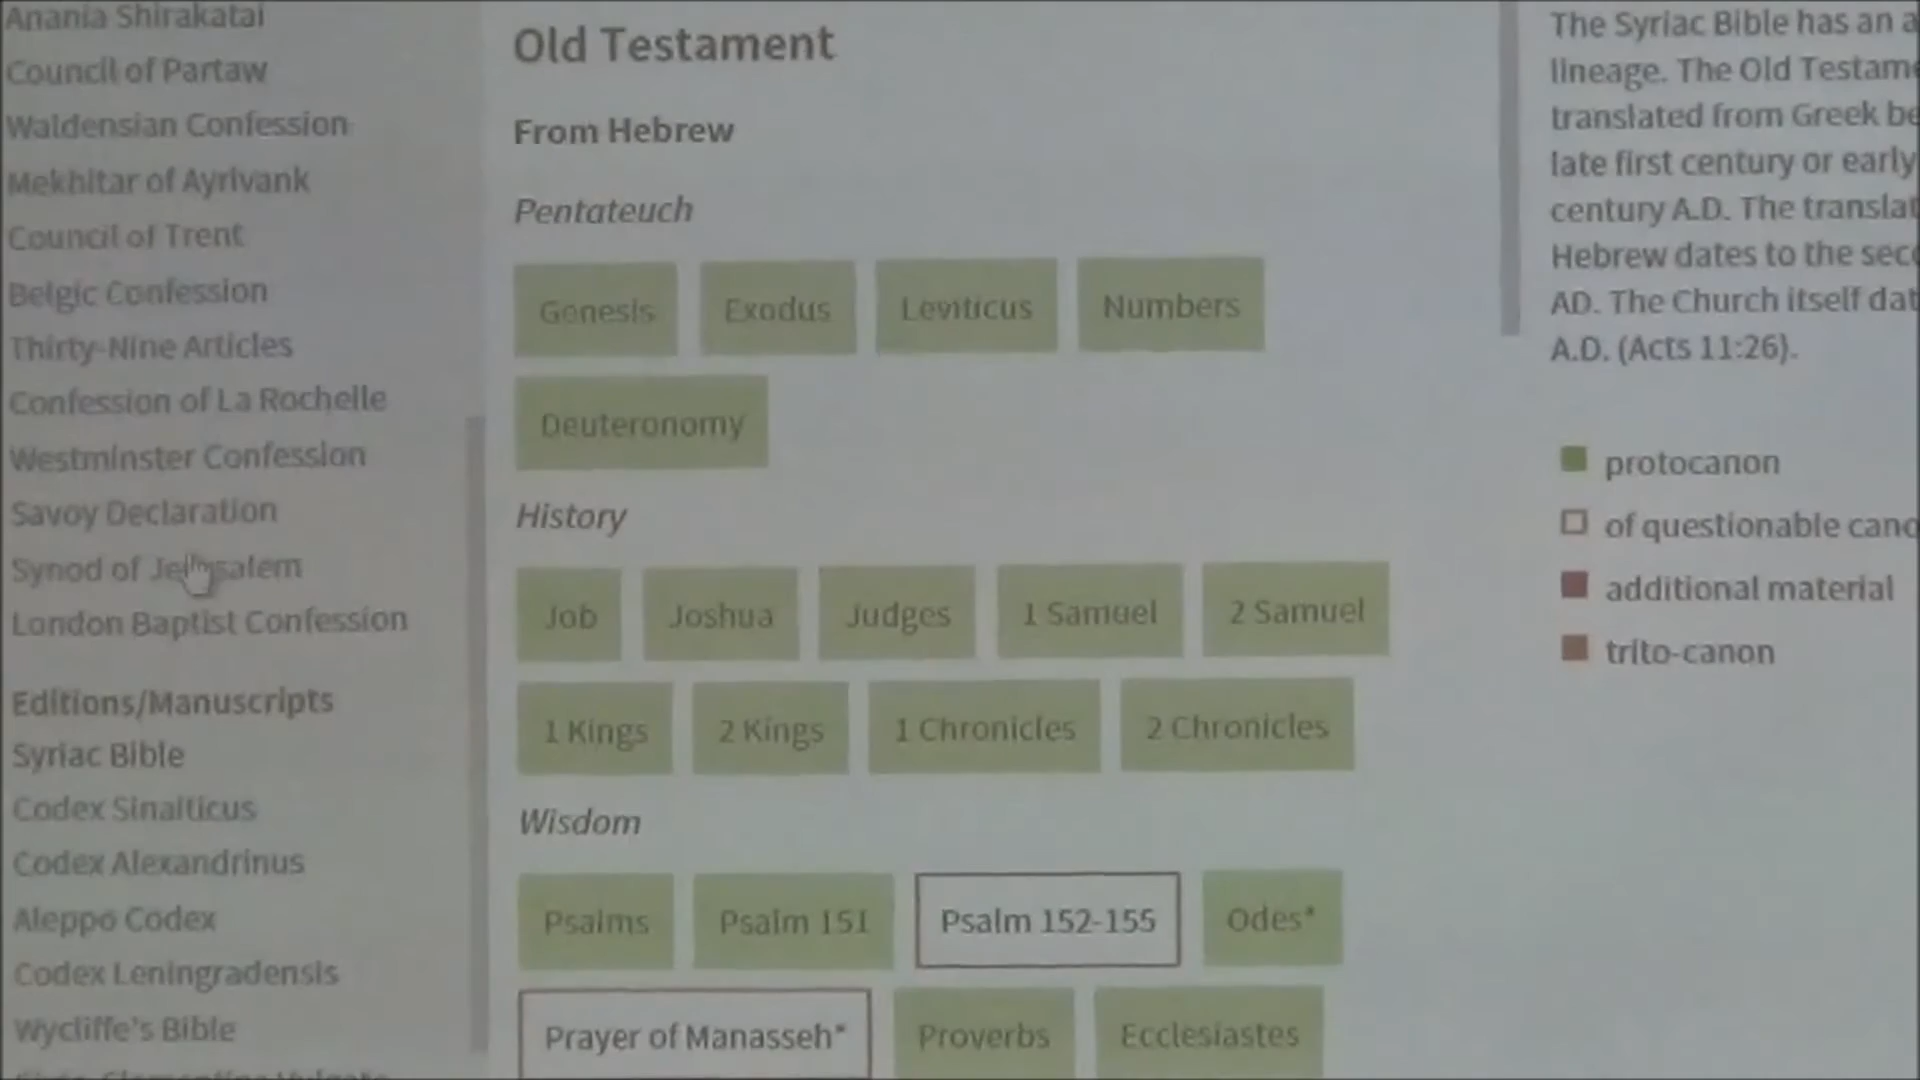 Anania Shirakatai
Council of Partaw
Waldensian Confession
Mekhitar of Ayrivank
Council of Trent
Belgic Confession
Thirty-Nine Articles
Confession of La Rochelle
Westminster Confession
Savoy Declaration
Synod of Jerusalem
London Baptist Confession
Editions/Manuscripts
Syriac Bible
Codex Sinaiticus
Codex Alexandrinus
Aleppo Codex
Codex Leningradensis
Wycliffe's Bible
Old Testament
From Hebrew
Pentateuch
Genesis Exodus Leviticus Numbers
Deuteronomy
History
Job Joshua Judges 1 Samuel 2 Samuel
1 Kings 2 Kings 1 Chronicles 2 Chronicles
Wisdom
Psalms Psalm 151 Psalm 152-155 Odes*
Prayer of Manasseh* Proverbs Ecclesiastes
The Syriac Bible has an a
lineage. The Old Testame
translated from Greek be
late first century or early
century A.D. The translat
Hebrew dates to the seco
AD. The Church itself dat
A.D. (Acts 11:26).
protocanon
of questionable cano
additional material
trito-canon